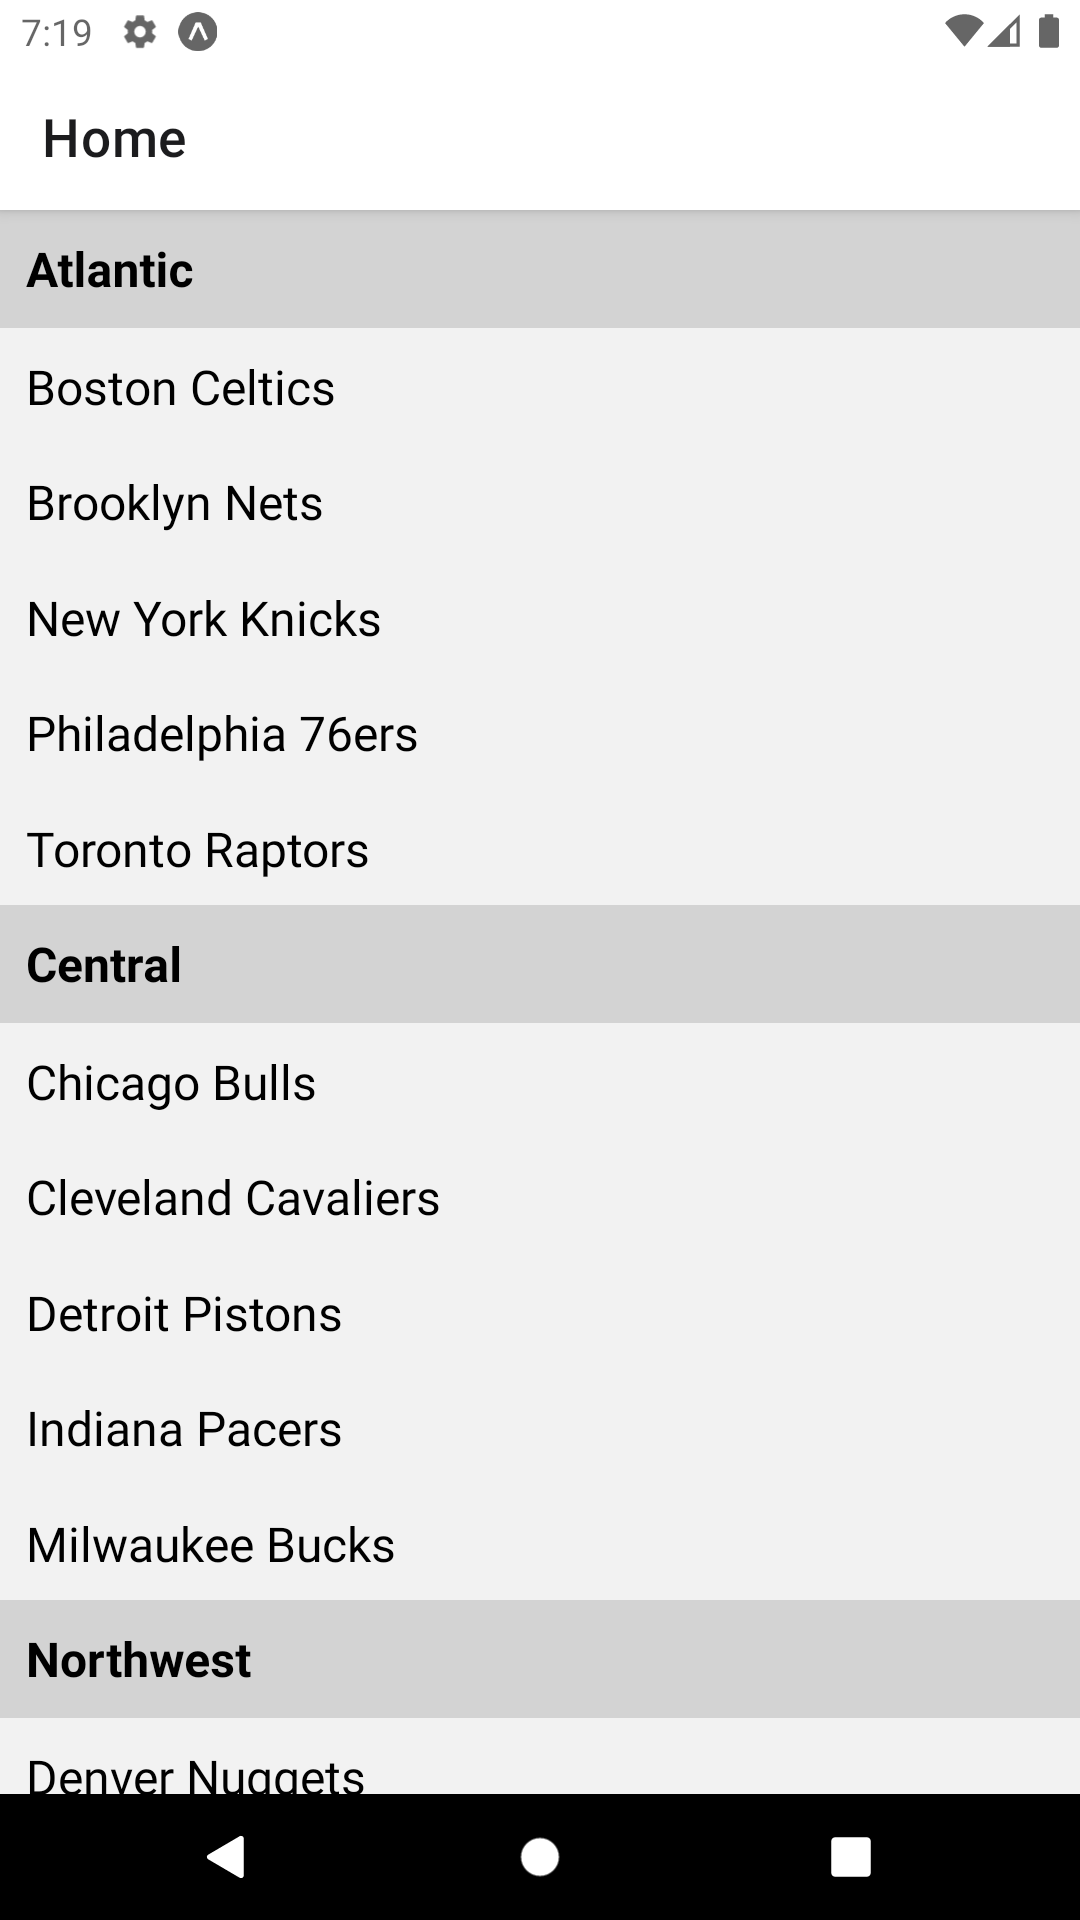 7:19
Home
Atlantic
Boston Celtics
Brooklyn Nets
New York Knicks
Philadelphia 76ers
Toronto Raptors
Central
Chicago Bulls
Cleveland Cavaliers
Detroit Pistons
Indiana Pacers
Milwaukee Bucks
Northwest
Denver Nuggets